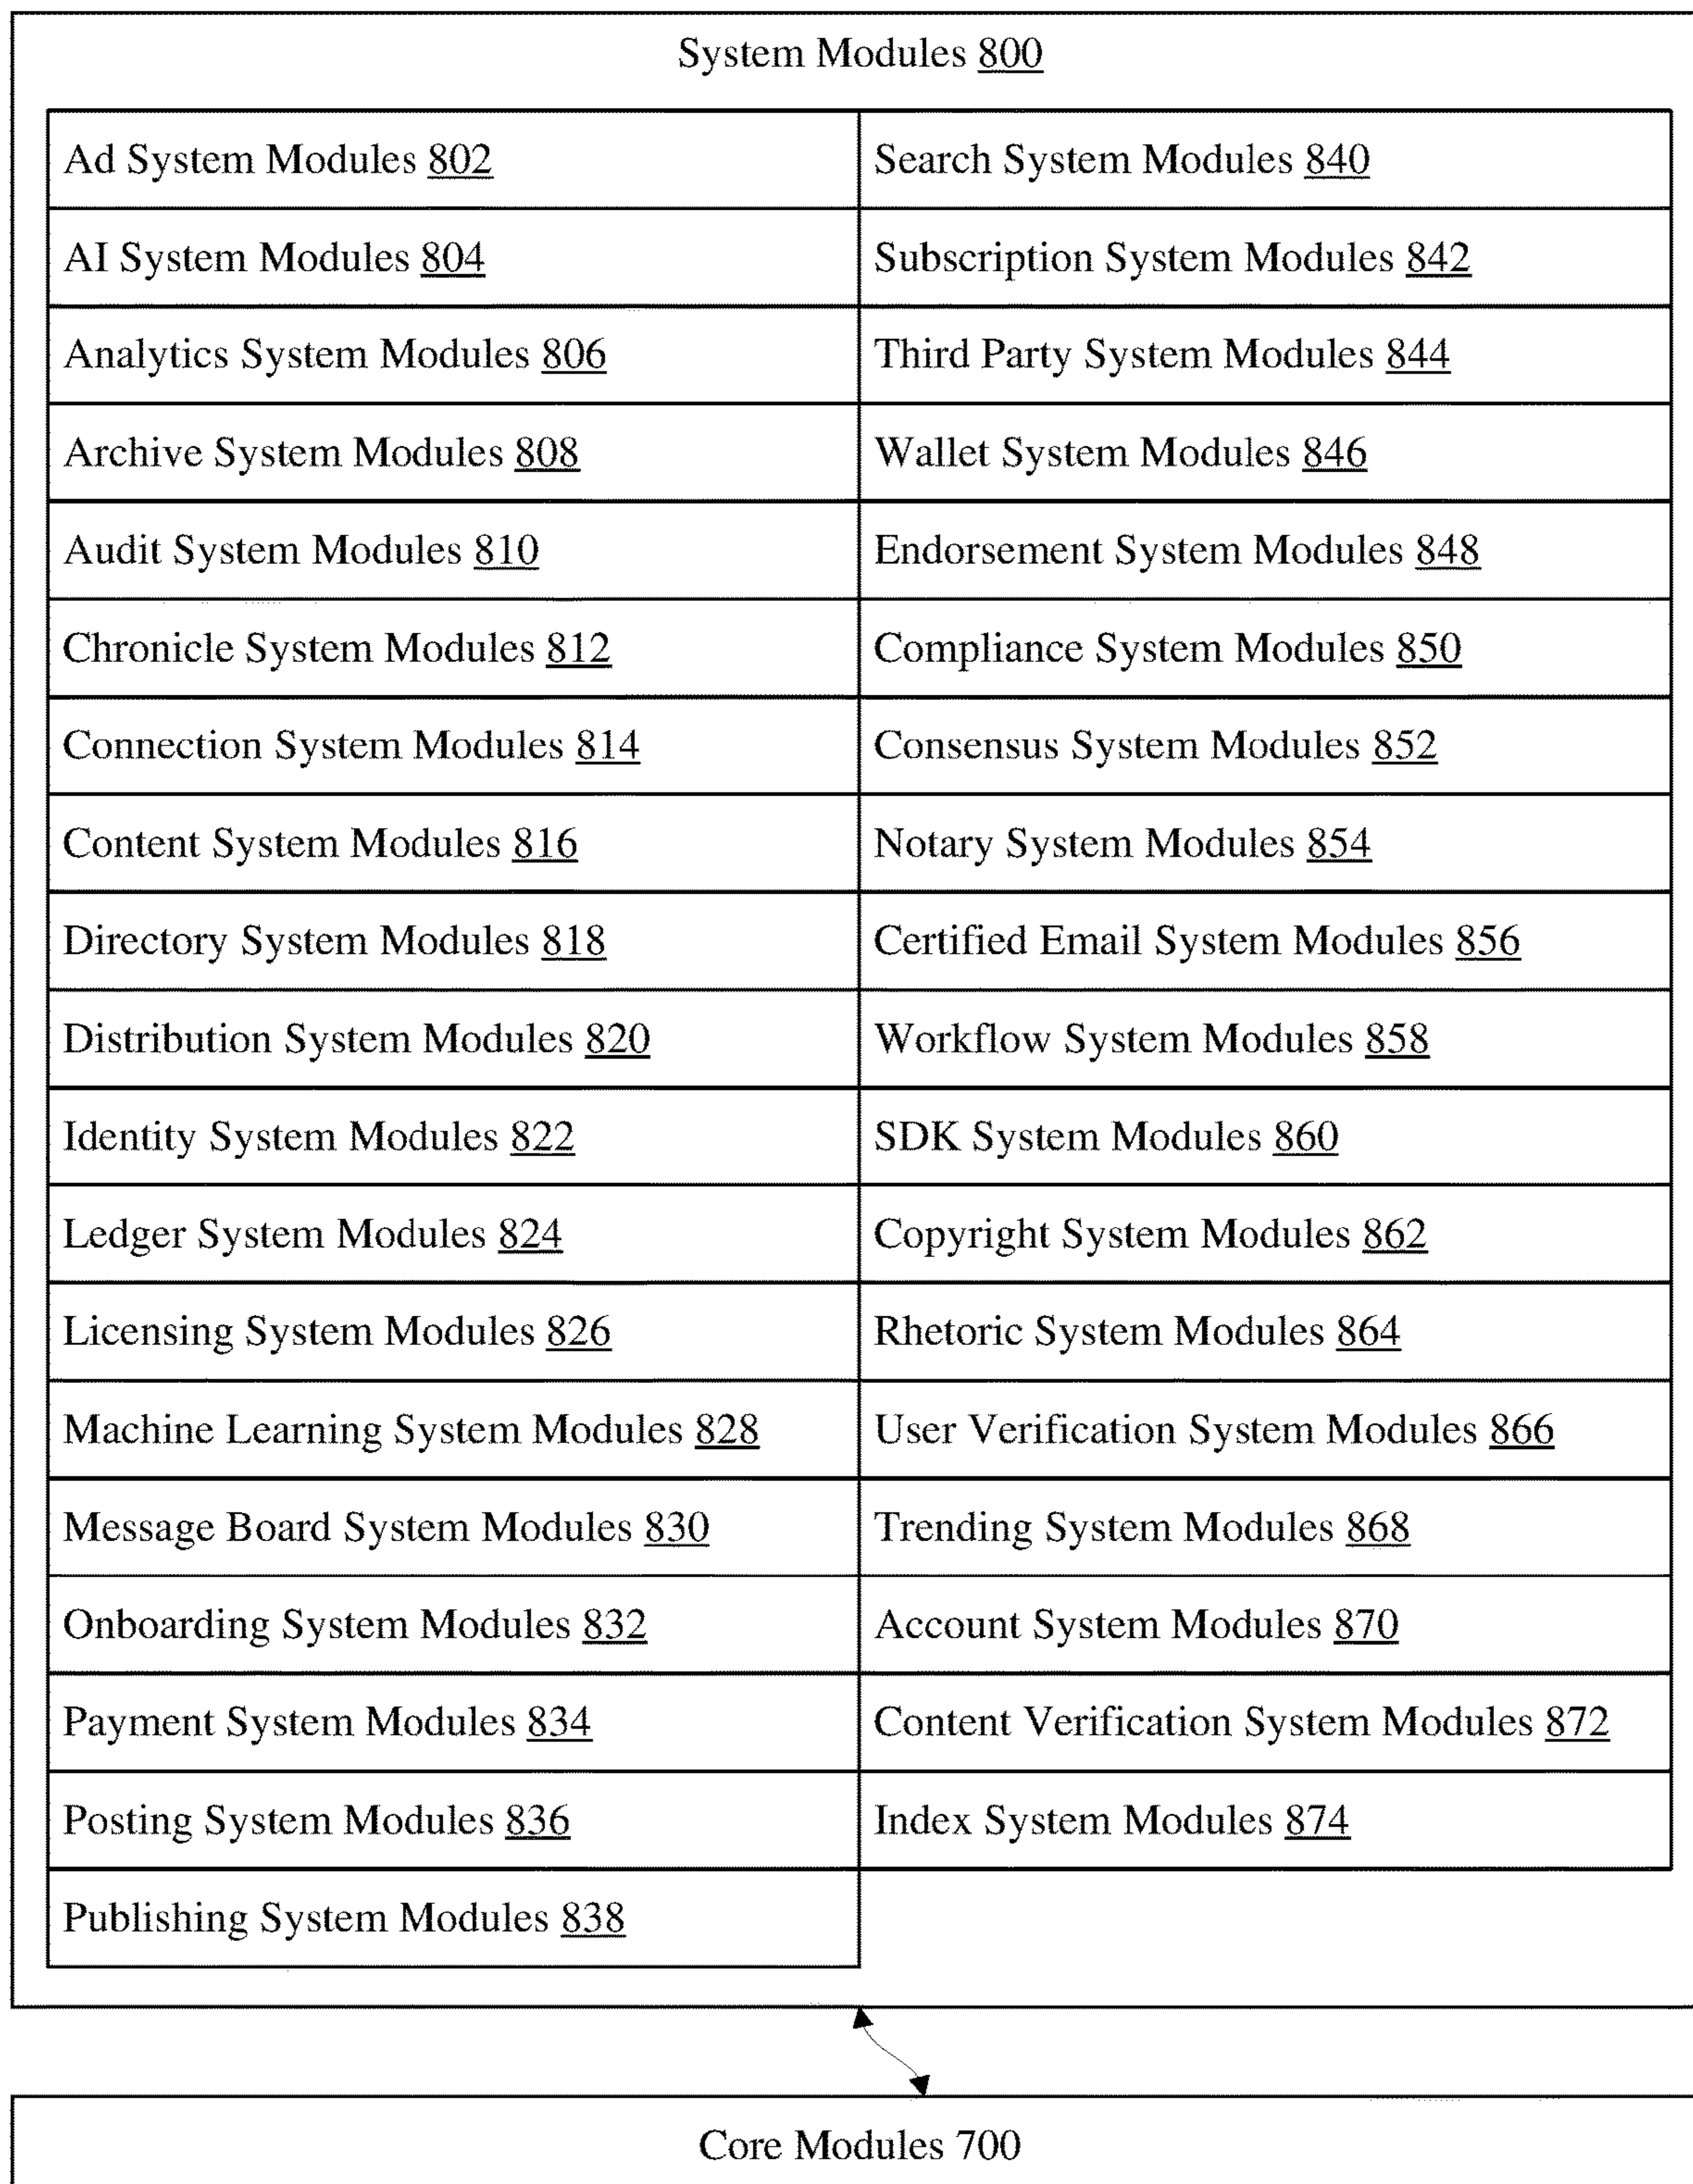 System Modules 800
Ad System Modules 802
AI System Modules 804
Analytics System Modules 806
Archive System Modules 808
Audit System Modules 810
Chronicle System Modules 812
Connection System Modules 814
Content System Modules 816
Directory System Modules 818
Distribution System Modules 820
Identity System Modules 822
Ledger System Modules 824
Licensing System Modules 826
Machine Learning System Modules 828
Message Board System Modules 830
Onboarding System Modules 832
Payment System Modules 834
Posting System Modules 836
Publishing System Modules 838
Search System Modules 840
Subscription System Modules 842
Third Party System Modules 844
Wallet System Modules 846
Endorsement System Modules 848
Compliance System Modules 850
Consensus System Modules 852
Notary System Modules 854
Certified Email System Modules 856
Workflow System Modules 858
SDK System Modules 860
Copyright System Modules 862
Rhetoric System Modules 864
User Verification System Modules 866
Trending System Modules 868
Account System Modules 870
Content Verification System Modules 872
Index System Modules 874
Core Modules 700